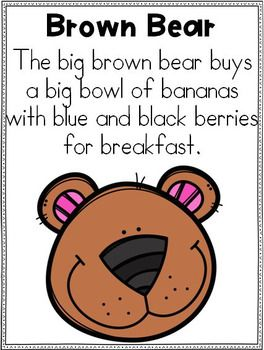 Brown Bear
The big brown bear buys
a big bowl of bananas
with blue and black berries
for breakfast.